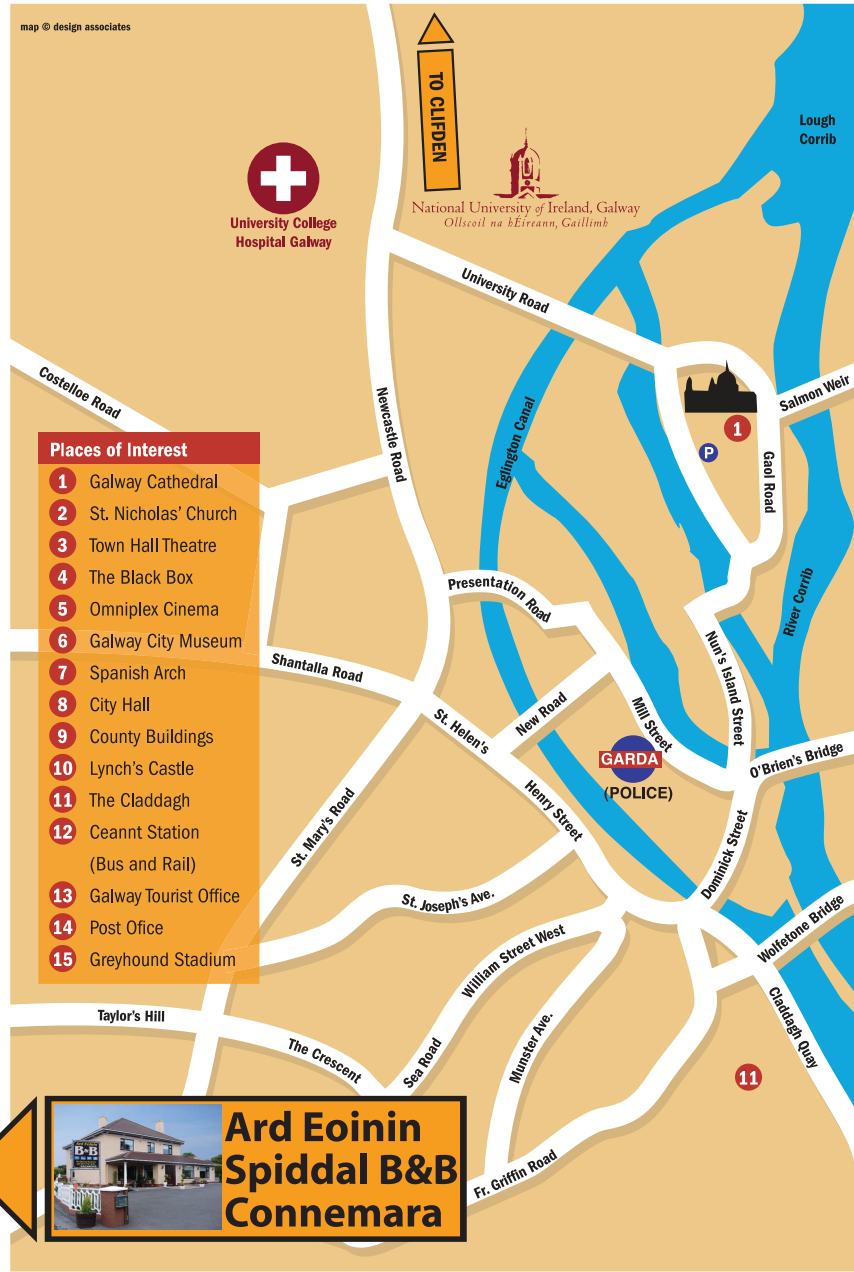 map © design associates
TO CLIFDEN
Lough
Corrib
University College
Hospital Galway
National University of Ireland, Galway
Ollscoil na hÉireann, Gaillimh
University Road
Costelloe Road
Newcastle Road
Eglington Canal
Salmon Weir
1
P
Gaol Road
Places of Interest
1 Galway Cathedral
2 St. Nicholas' Church
3 Town Hall Theatre
4 The Black Box
5 Omniplex Cinema
6 Galway City Museum
7 Spanish Arch
8 City Hall
9 County Buildings
10 Lynch's Castle
11 The Claddagh
12 Ceannt Station
(Bus and Rail)
13 Galway Tourist Office
14 Post Ofice
15 Greyhound Stadium
Presentation Road
River Corrib
Shantalla Road
Nun's Island Street
St. Helen's
New Road
Mill Street
GARDA
(POLICE)
O'Brien's Bridge
Henry Street
St. Mary's Road
Dominick Street
St. Joseph's Ave.
Wolfetone Bridge
William Street West
Claddagh Quay
Taylor's Hill
The Crescent
Sea Road
Munster Ave.
11
Fr. Griffin Road
Ard Eoinin
B&B
Ard Eoinin
Spiddal B&B
Connemara